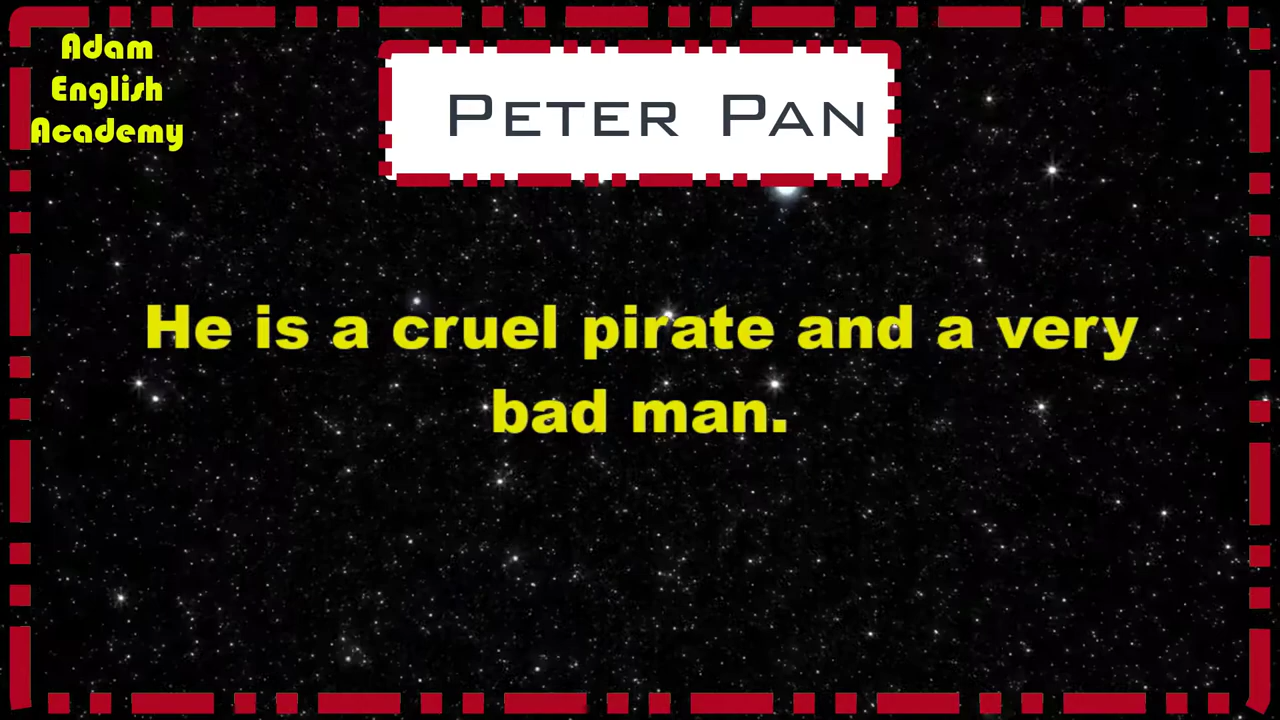 Adam
English
Academy
Peter Pan
He is a cruel pirate and a very
bad man.